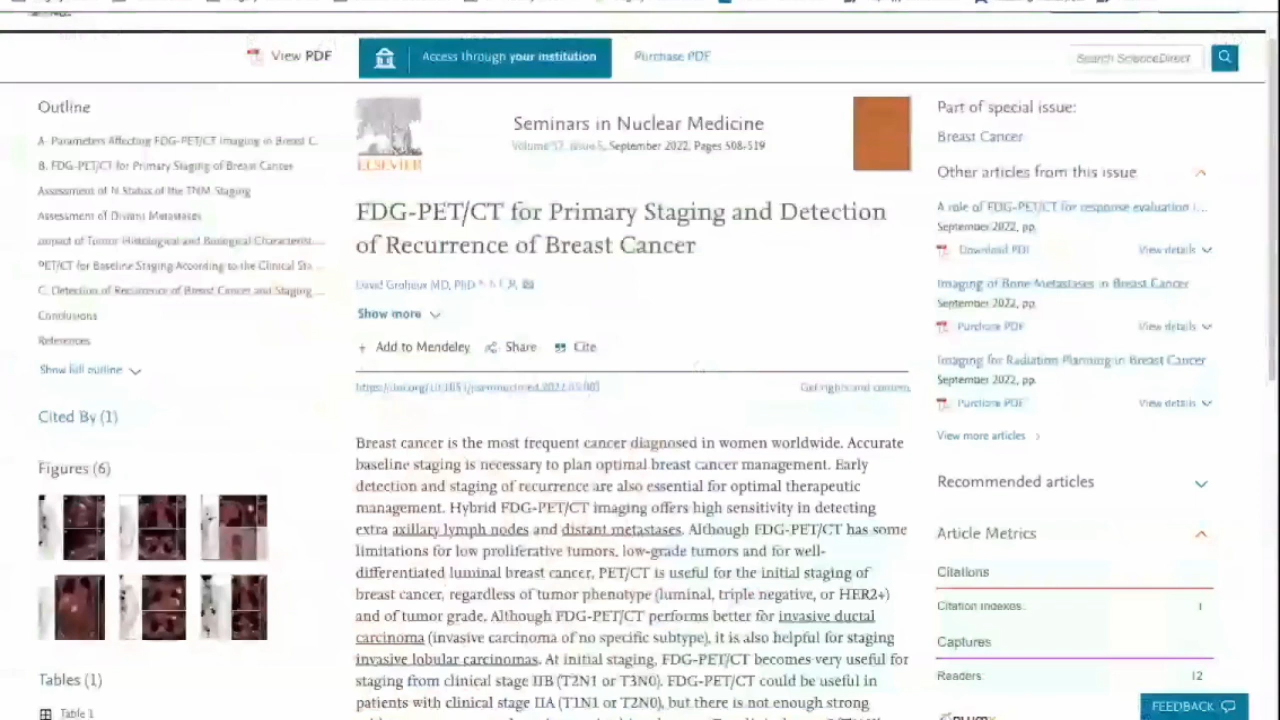 View PDF
Access through your institution
Purchase PDF
Search ScienceDirect
Outline
A. Parameters Affecting FDG-PET/CT Imaging in Breast C
B. FDG-PET/CT for Primary Staging of Breast Cancer
Assessment of N Status of the TNM Staging
Assessment of Distant Metastases
Impact of Tumor Histological and Biological Characterist...
PET/CT for Baseline Staging According to the Clinical Sta...
C. Detection of Recurrence of Breast Cancer and Staging ...
Conclusions
References
Show full outline
Cited By (1)
Figures (6)
Tables (1)
Table 1
ELSEVIER
Seminars in Nuclear Medicine
Issue 5, September 2022, Pages 508-519
FDG-PET/CT for Primary Staging and Detection
of Recurrence of Breast Cancer
David Groheux MD, PhD
Show more
+ Add to Mendeley Share Cite
Get rights and content
Breast cancer is the most frequent cancer diagnosed in women worldwide. Accurate
baseline staging is necessary to plan optimal breast cancer management. Early
detection and staging of recurrence are also essential for optimal therapeutic
management. Hybrid FDG-PET/CT imaging offers high sensitivity in detecting
extra axillary lymph nodes and distant metastases. Although FDG-PET/CT has some
limitations for low proliferative tumors, low-grade tumors and for well-
differentiated luminal breast cancer, PET/CT is useful for the initial staging of
breast cancer, regardless of tumor phenotype (luminal, triple negative, or HER2+)
and of tumor grade. Although FDG-PET/CT performs better for invasive ductal
carcinoma (invasive carcinoma of no specific subtype), it is also helpful for staging
invasive lobular carcinomas. At initial staging, FDG-PET/CT becomes very useful for
staging from clinical stage IIB (T2N1 or T3N0). FDG-PET/CT could be useful in
patients with clinical stage IIA (T1N1 or T2N0), but there is not enough strong
Part of special issue:
Breast Cancer
Other articles from this issue
A role of FDG-PET/CT for response evaluation i...
September 2022, pp.
Download PDF View details
Imaging of Bone Metastases in Breast Cancer
September 2022, pp.
Purchase PDF View details
Imaging for Radiation Planning in Breast Cancer
September 2022, pp.
Purchase PDF View details
View more articles
Recommended articles
Article Metrics
Citations
Citation Indexes: 1
Captures
Readers: 12
FEEDBACK